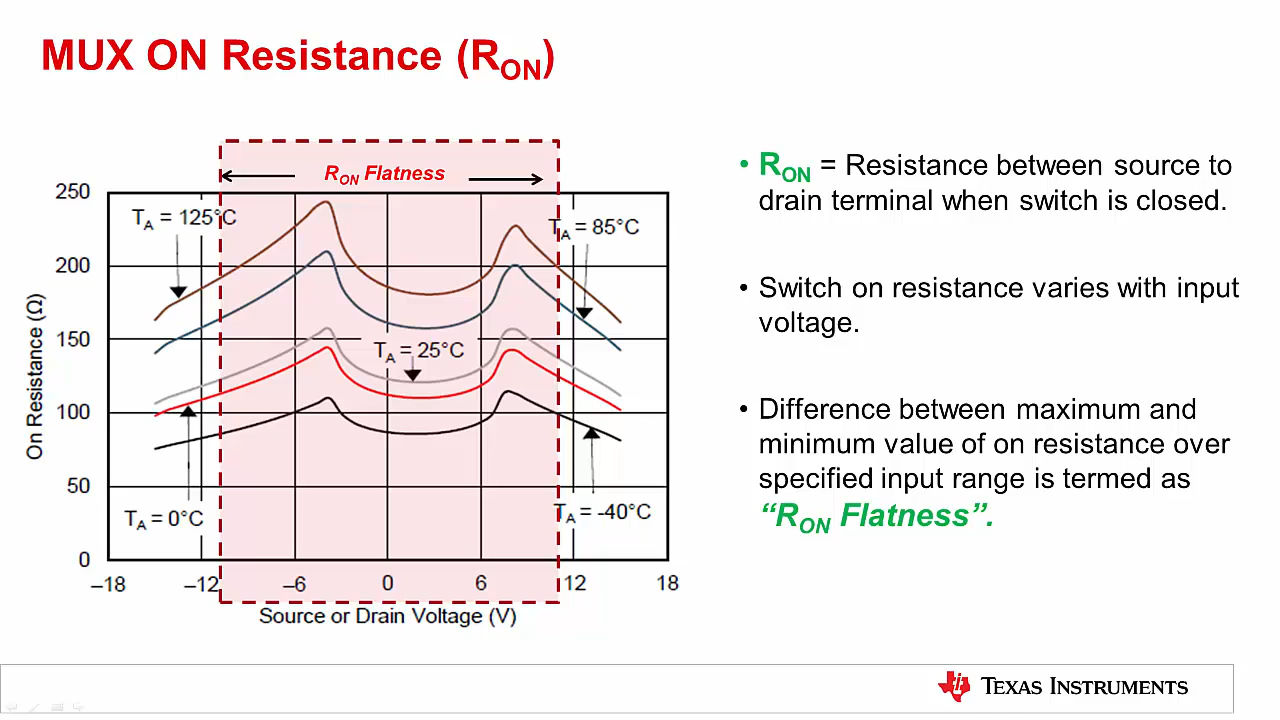 MUX ON Resistance (RON)
RON Flatness
250
200
150
100
50
0
On Resistance (Ω)
TA = 125°C
TA = 85°C
TA = 25°C
TA = 0°C
TA = -40°C
–18
–12
–6
0
6
12
18
Source or Drain Voltage (V)
• RON = Resistance between source to
drain terminal when switch is closed.
• Switch on resistance varies with input
voltage.
• Difference between maximum and
minimum value of on resistance over
specified input range is termed as
“RON Flatness”.
TEXAS INSTRUMENTS